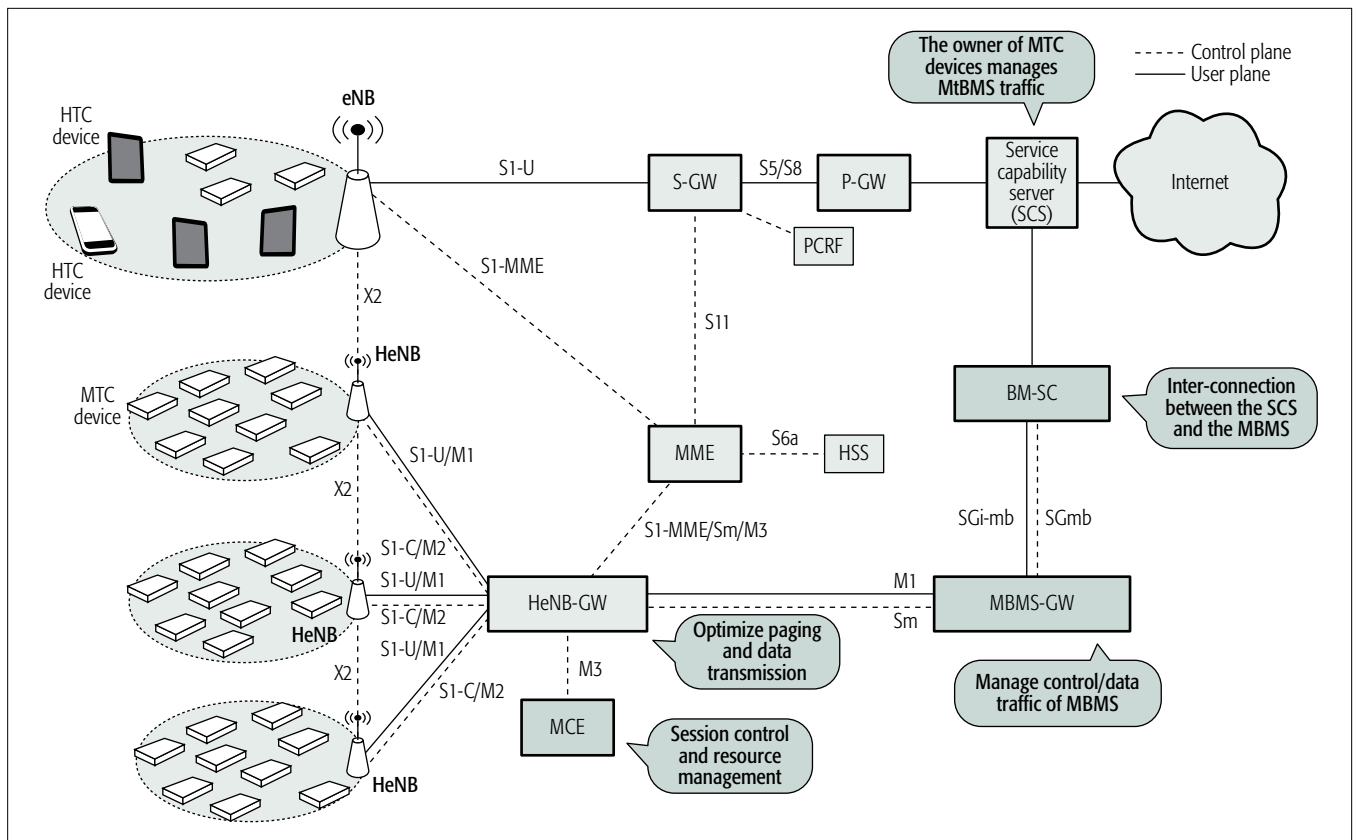 The owner of MTC
devices manages
MtBMS traffic
Control plane
User plane
eNB
HTC
device
HTC
device
S1-U
S-GW
S5/S8
P-GW
Service
capability
server
(SCS)
Internet
PCRF
S1-MME
X2
S11
HeNB
MTC
device
BM-SC
Inter-connection
between the SCS
and the MBMS
MME
S6a
HSS
S1-U/M1
X2
S1-MME/Sm/M3
SGi-mb
SGmb
S1-C/M2
S1-U/M1
HeNB
S1-C/M2
HeNB-GW
M1
Sm
MBMS-GW
S1-U/M1
Optimize paging
and data
transmission
X2
S1-C/M2
M3
Manage control/data
traffic of MBMS
MCE
Session control
and resource
management
HeNB